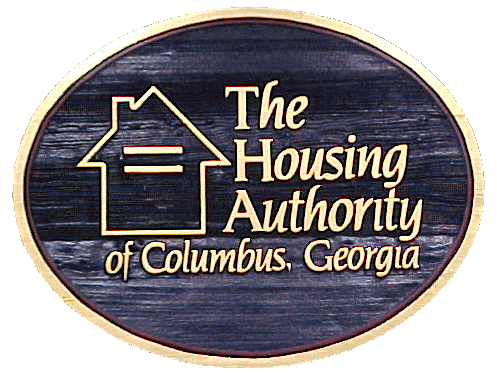 The
Housing
Authority
of Columbus, Georgia